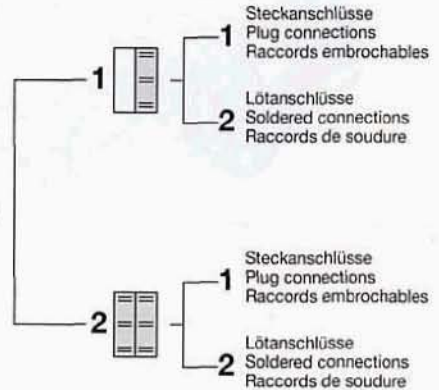 1
1 Steckanschlüsse
Plug connections
Raccords embrochables
2 Lötanschlüsse
Soldered connections
Raccords de soudure
2
1 Steckanschlüsse
Plug connections
Raccords embrochables
2 Lötanschlüsse
Soldered connections
Raccords de soudure